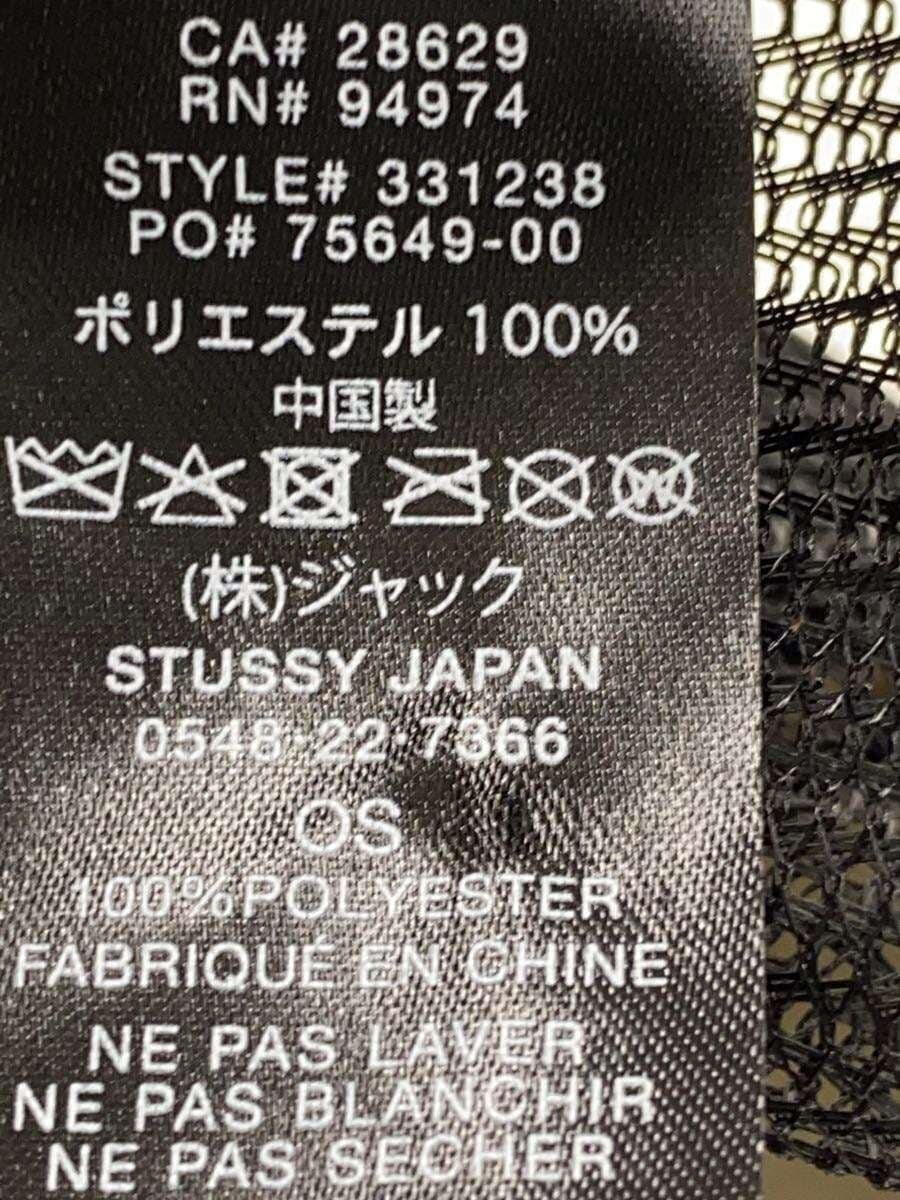 CA# 28629
RN# 94974
STYLE# 331238
PO# 75649-00
ポリエステル 100%
中国製
(株)ジャック
STUSSY JAPAN
0548·22·7366
OS
100%POLYESTER
FABRIQUÉ EN CHINE
NE PAS LAVER
NE PAS BLANCHIR
NE PAS SECHER